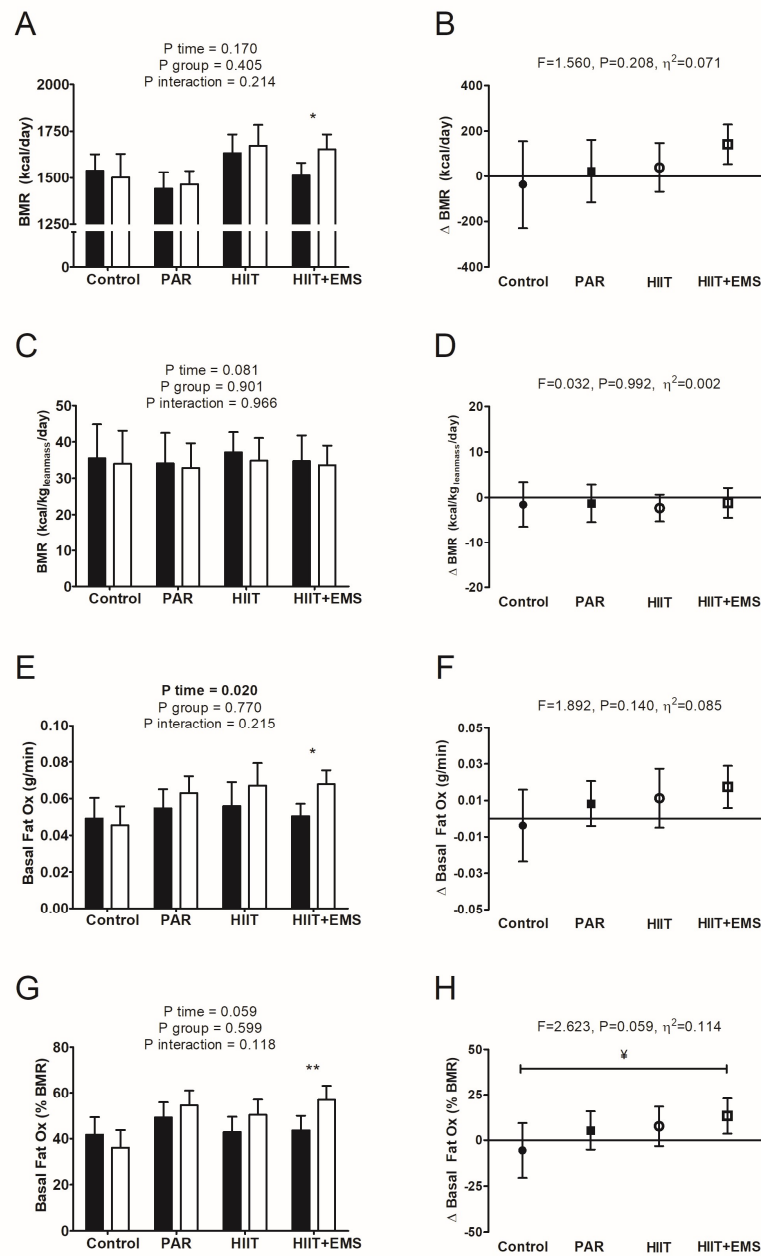 A
P time = 0.170
P group = 0.405
P interaction = 0.214
BMR (kcal/day)
2000
1750
1500
1250
0
*
Control PAR HIIT HIIT+EMS
B
F=1.560, P=0.208, η²=0.071
Δ BMR (kcal/day)
400
200
0
-200
-400
Control PAR HIIT HIIT+EMS
C
P time = 0.081
P group = 0.901
P interaction = 0.966
BMR (kcal/kgleanmass/day)
50
40
30
20
10
0
Control PAR HIIT HIIT+EMS
D
F=0.032, P=0.992, η²=0.002
Δ BMR (kcal/kgleanmass/day)
20
10
0
-10
-20
Control PAR HIIT HIIT+EMS
E
P time = 0.020
P group = 0.770
P interaction = 0.215
Basal Fat Ox (g/min)
0.10
0.08
0.06
0.04
0.02
0.00
*
Control PAR HIIT HIIT+EMS
F
F=1.892, P=0.140, η²=0.085
Δ Basal Fat Ox (g/min)
0.05
0.03
0.01
-0.01
-0.03
-0.05
Control PAR HIIT HIIT+EMS
G
P time = 0.059
P group = 0.599
P interaction = 0.118
Basal Fat Ox (% BMR)
80
60
40
20
0
**
Control PAR HIIT HIIT+EMS
H
F=2.623, P=0.059, η²=0.114
Δ Basal Fat Ox (% BMR)
50
25
0
-25
-50
¥
Control PAR HIIT HIIT+EMS